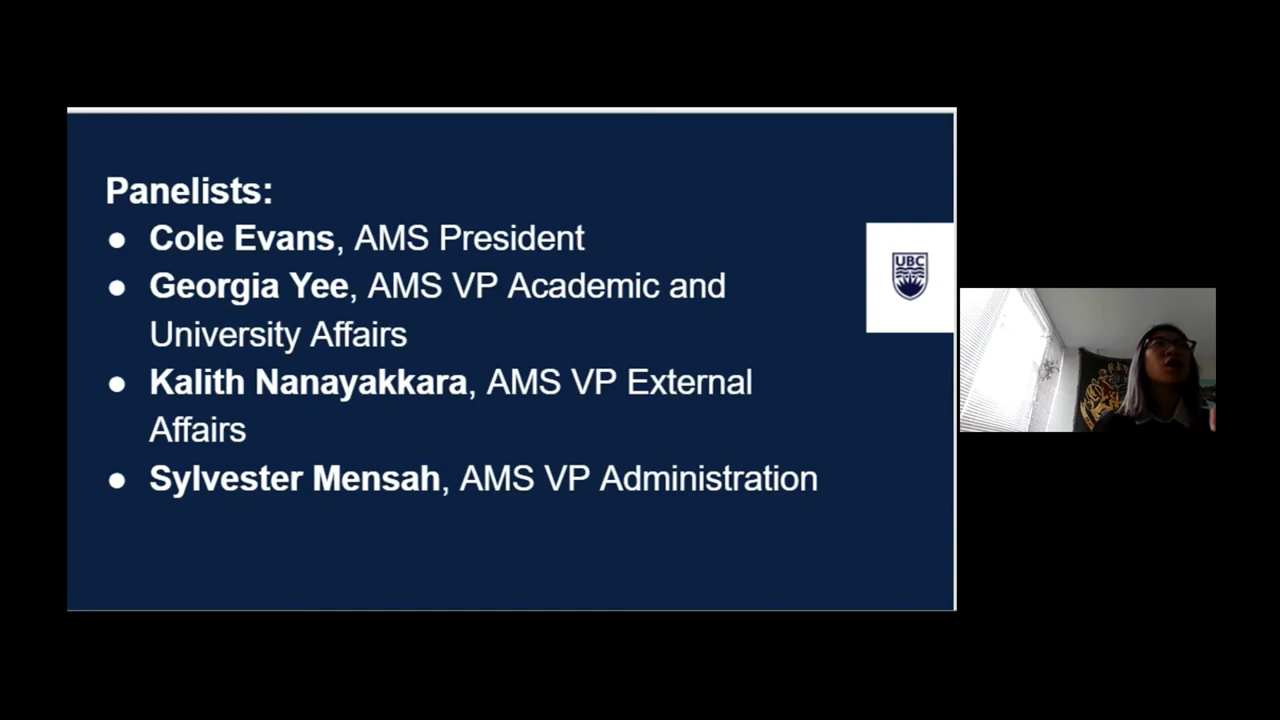 Panelists:
● Cole Evans, AMS President
● Georgia Yee, AMS VP Academic and
University Affairs
● Kalith Nanayakkara, AMS VP External
Affairs
● Sylvester Mensah, AMS VP Administration
UBC